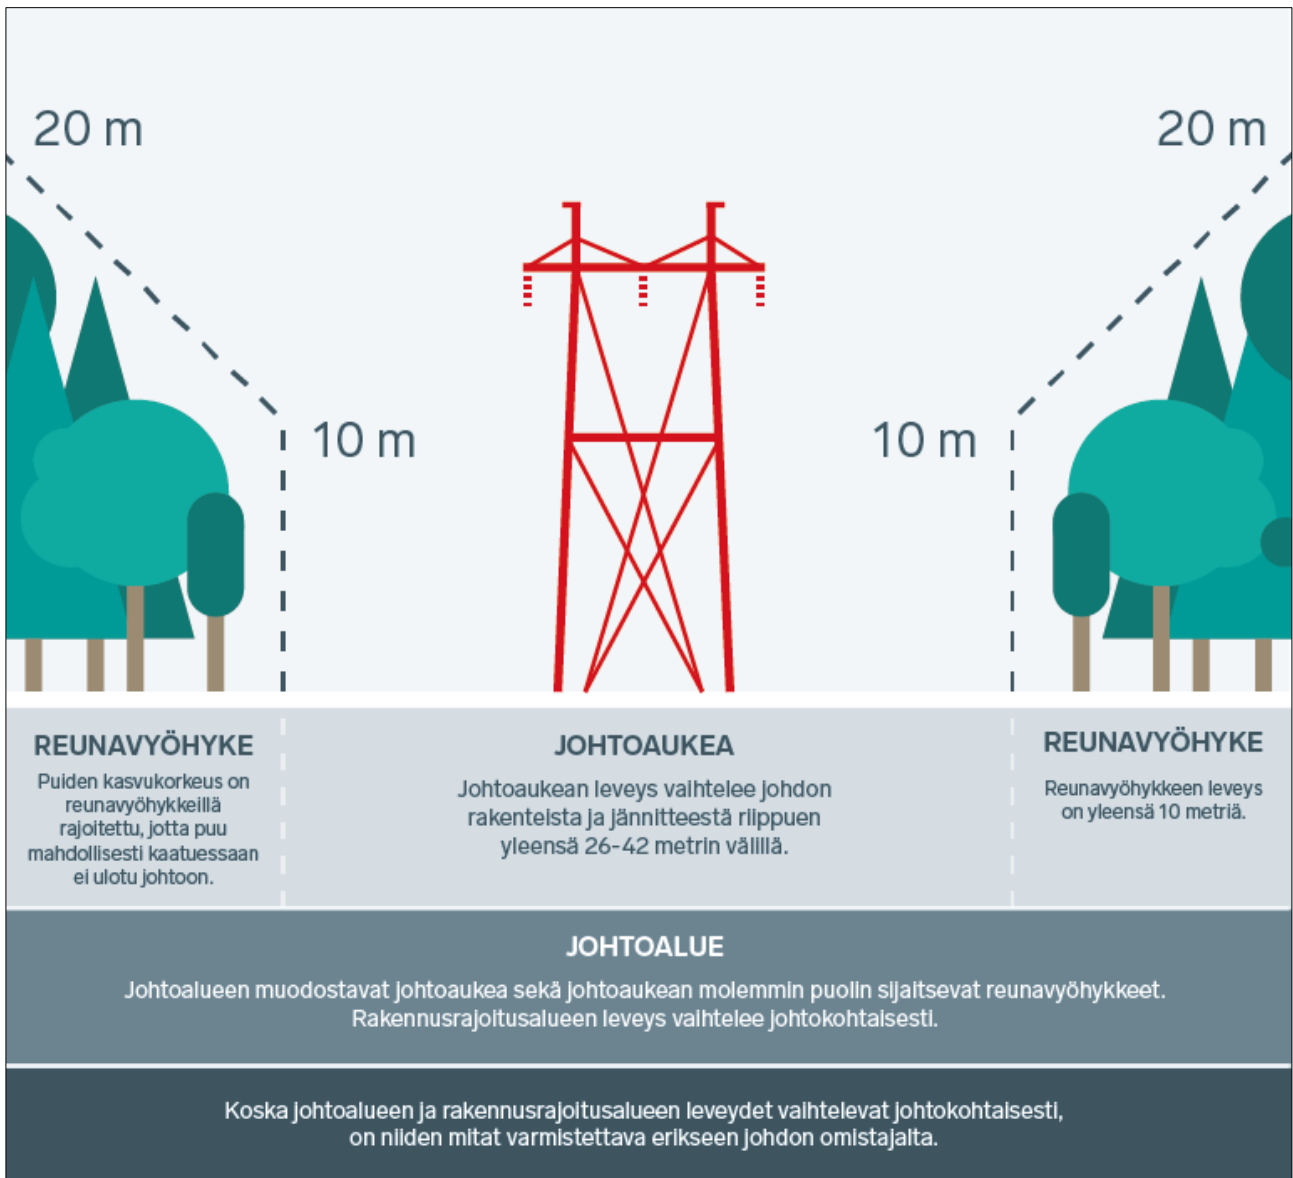 20 m
20 m
10 m
10 m
REUNAVYÖHYKE
Puiden kasvukorkeus on
reunavyöhykkeillä
rajoitettu, jotta puu
mahdollisesti kaatuessaan
ei ulotu johtoon.
JOHTOAUKEA
Johtoaukean leveys vaihtelee johdon
rakenteista ja jännitteestä riippuen
yleensä 26-42 metrin välillä.
REUNAVYÖHYKE
Reunavyöhykkeen leveys
on yleensä 10 metriä.
JOHTOALUE
Johtoalueen muodostavat johtoaukea sekä johtoaukean molemmin puolin sijaitsevat reunavyöhykkeet.
Rakennusrajoitusalueen leveys vaihtelee johtokohtaisesti.
Koska johtoalueen ja rakennusrajoitusalueen leveydet vaihtelevat johtokohtaisesti,
on niiden mitat varmistettava erikseen johdon omistajalta.